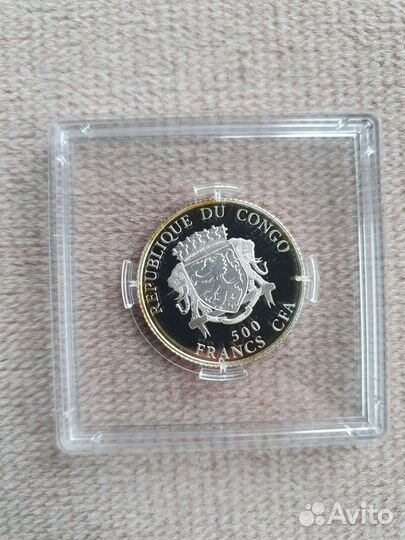 REPUBLIQUE DU CONGO
500
FRANCS CFA
Avito